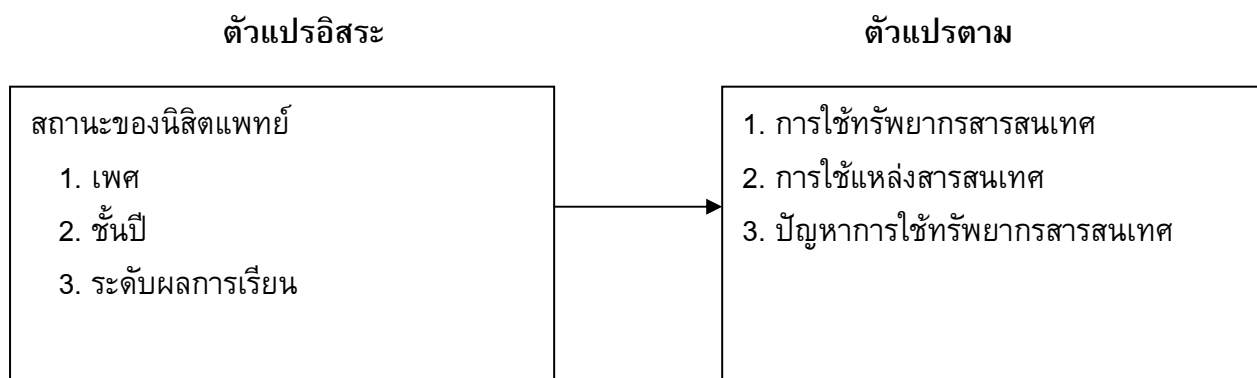 ตัวแปรอิสระ
ตัวแปรตาม
สถานะของนิสิตแพทย์
1. เพศ
2. ชั้นปี
3. ระดับผลการเรียน
1. การใช้ทรัพยากรสารสนเทศ
2. การใช้แหล่งสารสนเทศ
3. ปัญหาการใช้ทรัพยากรสารสนเทศ